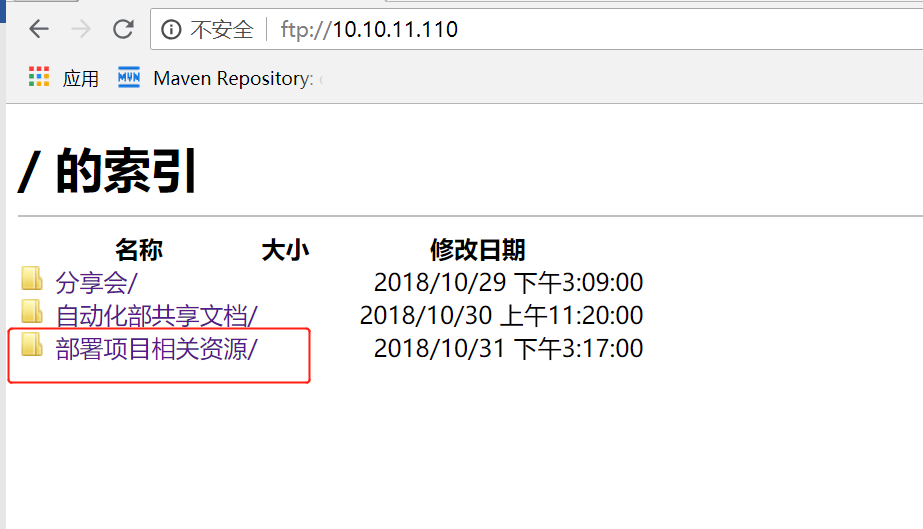 不安全 ftp://10.10.11.110
应用 Maven Repository:
/ 的索引
名称 大小 修改日期
分享会/ 2018/10/29 下午3:09:00
自动化部共享文档/ 2018/10/30 上午11:20:00
部署项目相关资源/ 2018/10/31 下午3:17:00